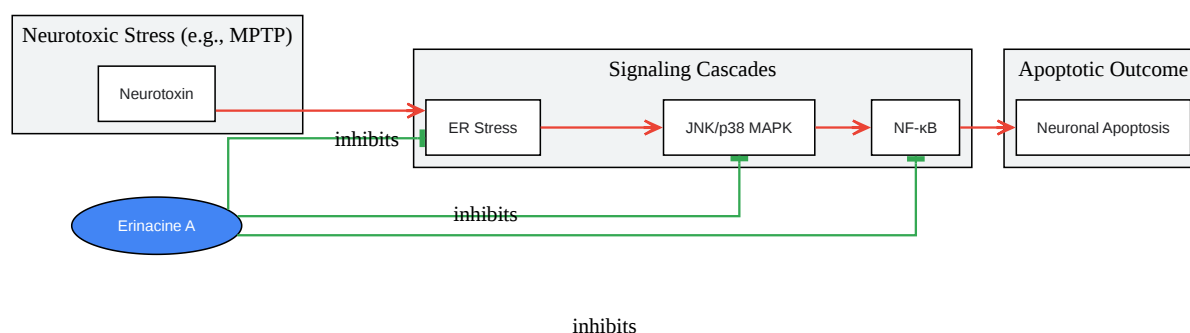 Neurotoxic Stress (e.g., MPTP)
Neurotoxin
Signaling Cascades
ER Stress
JNK/p38 MAPK
NF-κB
Apoptotic Outcome
Neuronal Apoptosis
inhibits
Erinacine A
inhibits
inhibits